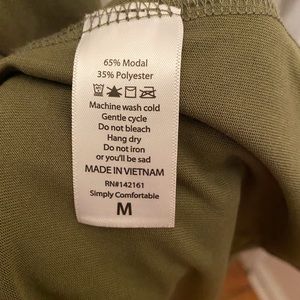 65% Modal
35% Polyester
Machine wash cold
Gentle cycle
Do not bleach
Hang dry
Do not iron
or you'll be sad
MADE IN VIETNAM
RN#142161
Simply Comfortable
M